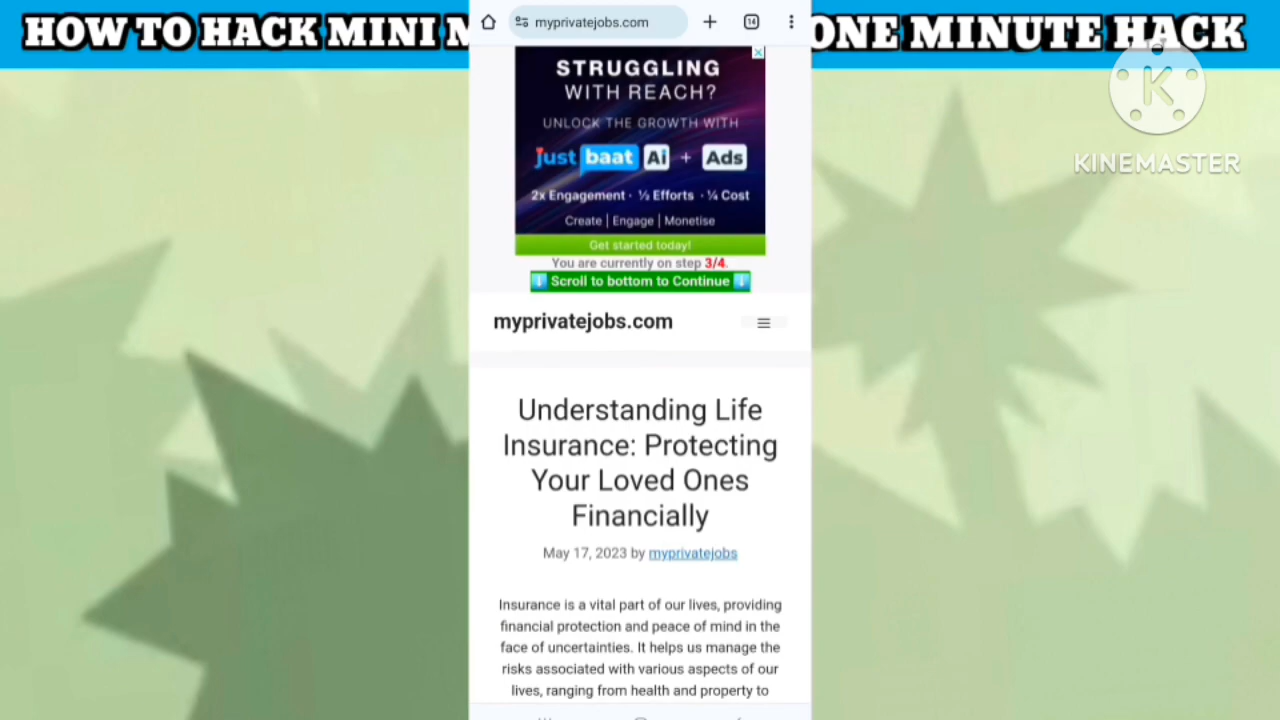 HOW TO HACK MINI M
ONE MINUTE HACK
myprivatejobs.com
14
K
KINEMASTER
STRUGGLING
WITH REACH?
UNLOCK THE GROWTH WITH
just baat Ai + Ads
2x Engagement · ½ Efforts · ¼ Cost
Create | Engage | Monetise
Get started today!
You are currently on step 3/4.
Scroll to bottom to Continue
myprivatejobs.com
Understanding Life
Insurance: Protecting
Your Loved Ones
Financially
May 17, 2023 by myprivatejobs
Insurance is a vital part of our lives, providing
financial protection and peace of mind in the
face of uncertainties. It helps us manage the
risks associated with various aspects of our
lives, ranging from health and property to